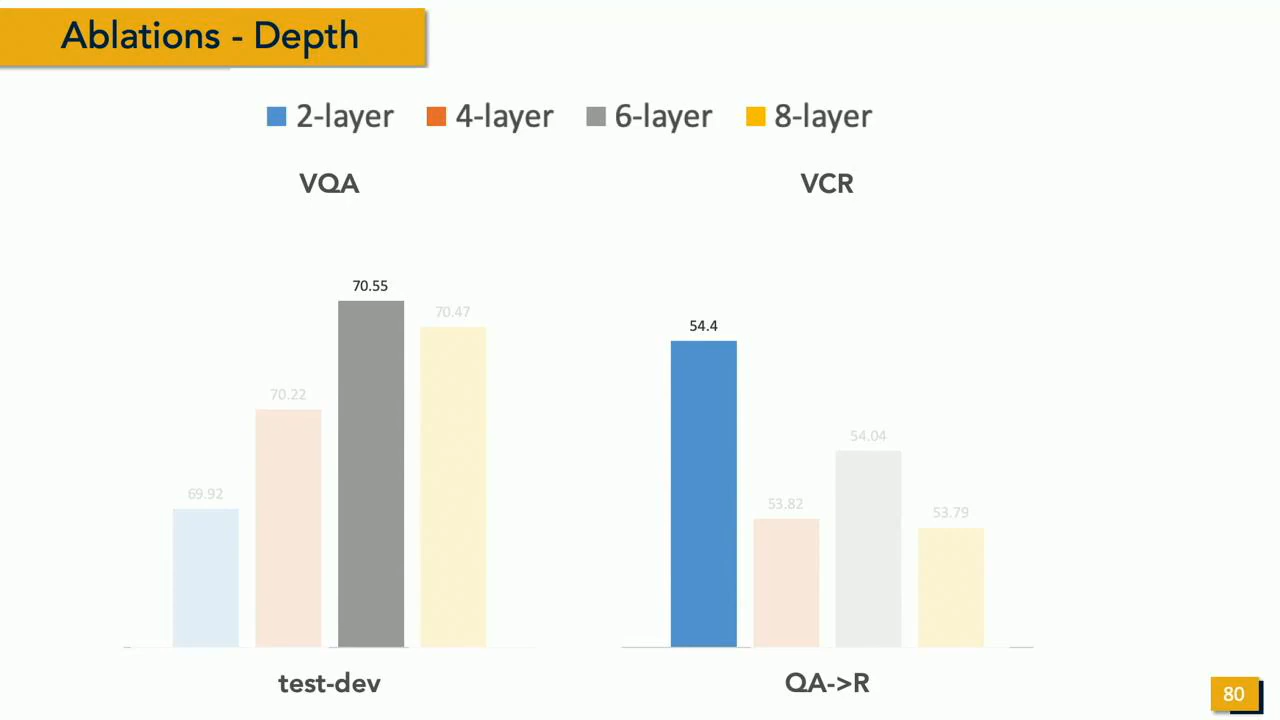 Ablations - Depth
2-layer 4-layer 6-layer 8-layer
VQA
69.92
70.22
70.55
70.47
test-dev
VCR
54.4
53.82
54.04
53.79
QA->R
80